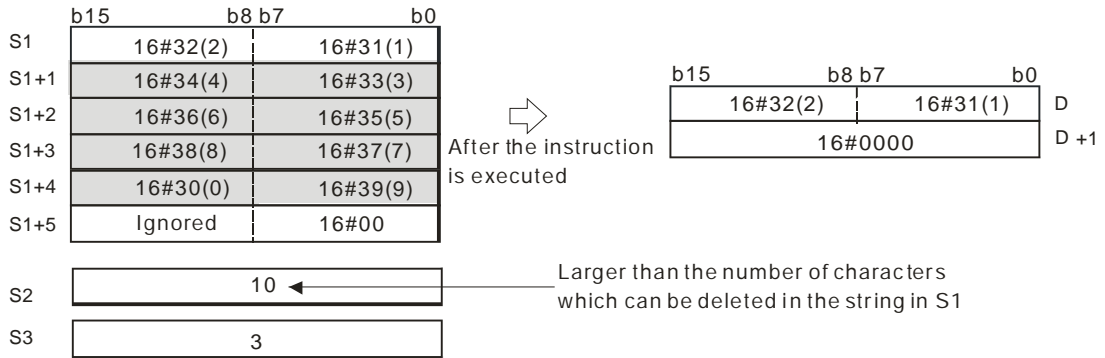 b15 b8 b7 b0
S1 16#32(2) 16#31(1)
S1+1 16#34(4) 16#33(3)
S1+2 16#36(6) 16#35(5)
S1+3 16#38(8) 16#37(7)
S1+4 16#30(0) 16#39(9)
S1+5 Ignored 16#00
After the instruction
is executed
b15 b8 b7 b0
16#32(2) 16#31(1) D
16#0000 D +1
S2 10
Larger than the number of characters
which can be deleted in the string in S1
S3 3